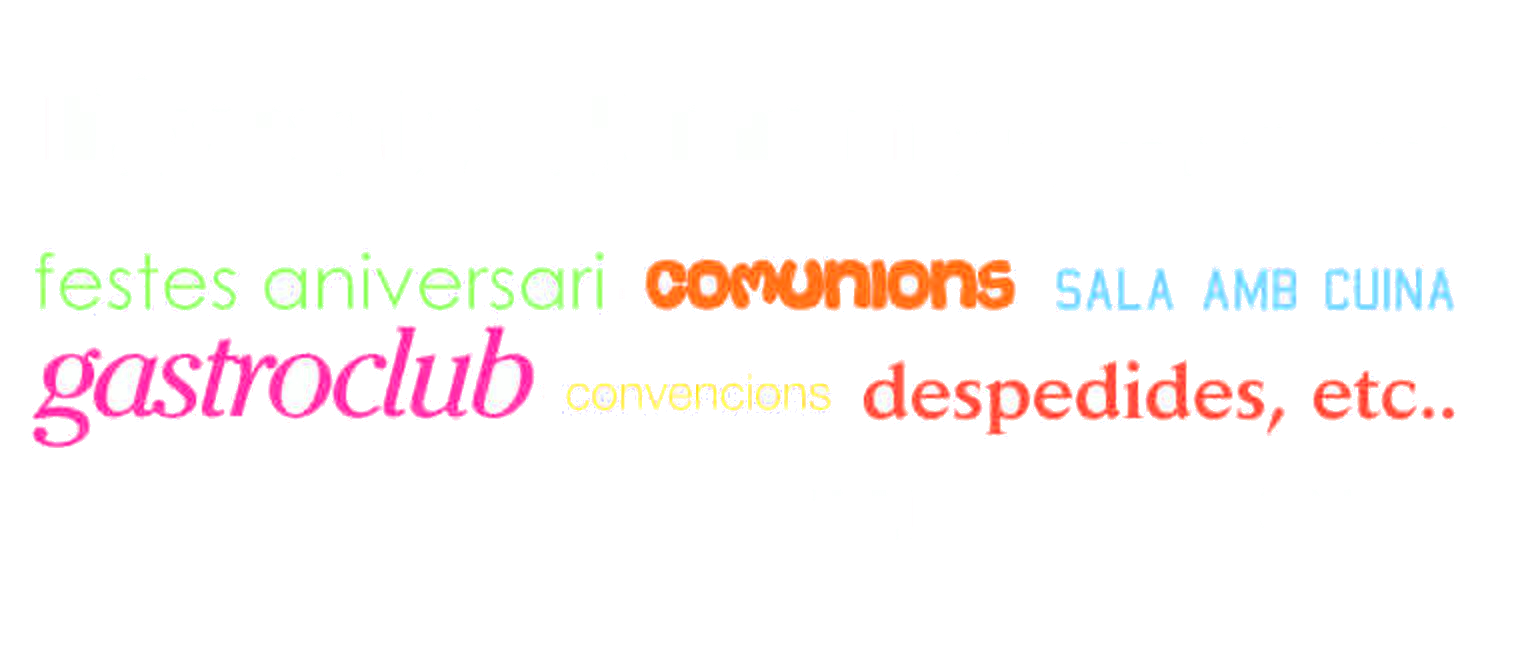 festes aniversari comunions SALA AMB CUINA
gastroclub convencions despedides, etc..